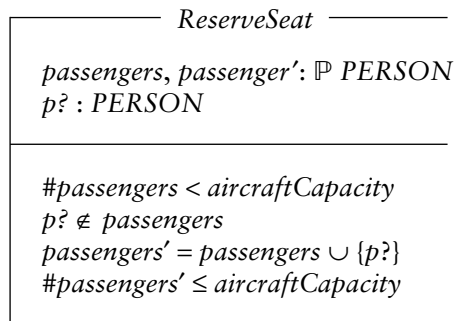 ReserveSeat
passengers, passenger′: ℙ PERSON
p? : PERSON
#passengers < aircraftCapacity
p? ∉ passengers
passengers′ = passengers ∪ {p?}
#passengers′ ≤ aircraftCapacity